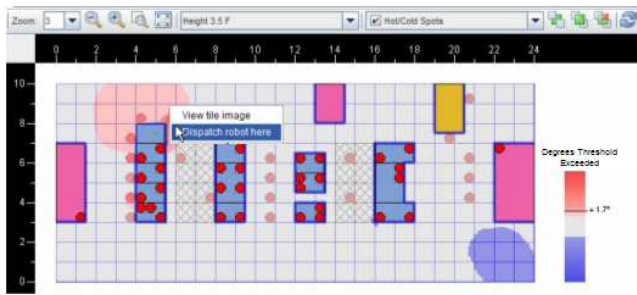 Zoom: 3 Height 3.5 F Hot/Cold Spots
0 2 4 6 8 10 12 14 16 18 20 22 24
10
View tile image
8
Dispatch robot here
6
4
2
0
Degrees Threshold
Exceeded
+ 1.7°